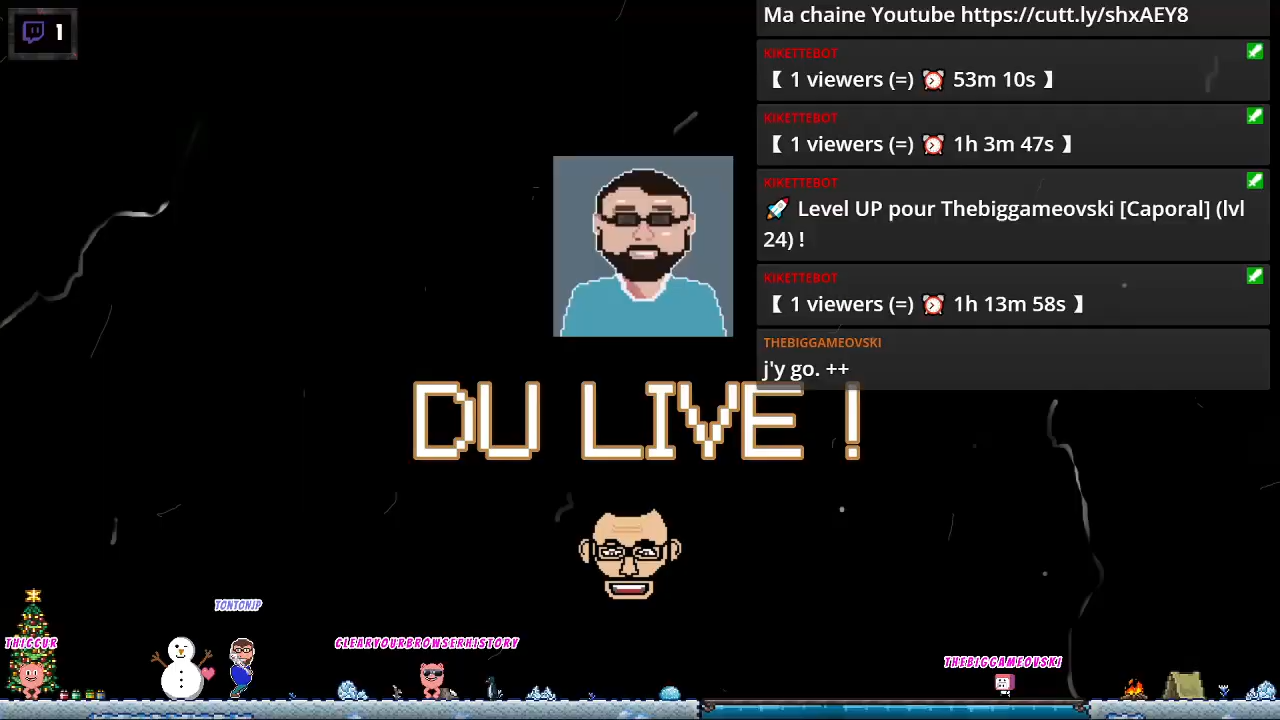 1
Ma chaine Youtube https://cutt.ly/shxAEY8
KIKETTEBOT
【 1 viewers (=) ⏰ 53m 10s 】
KIKETTEBOT
【 1 viewers (=) ⏰ 1h 3m 47s 】
KIKETTEBOT
🚀 Level UP pour Thebiggameovski [Caporal] (lvl
24) !
KIKETTEBOT
【 1 viewers (=) ⏰ 1h 13m 58s 】
THEBIGGAMEOVSKI
j'y go. ++
DU LIVE !
TONTONJP
THIGGUR
CLEARYOURBROWSERHISTORY
THEBIGGAMEOVSKI